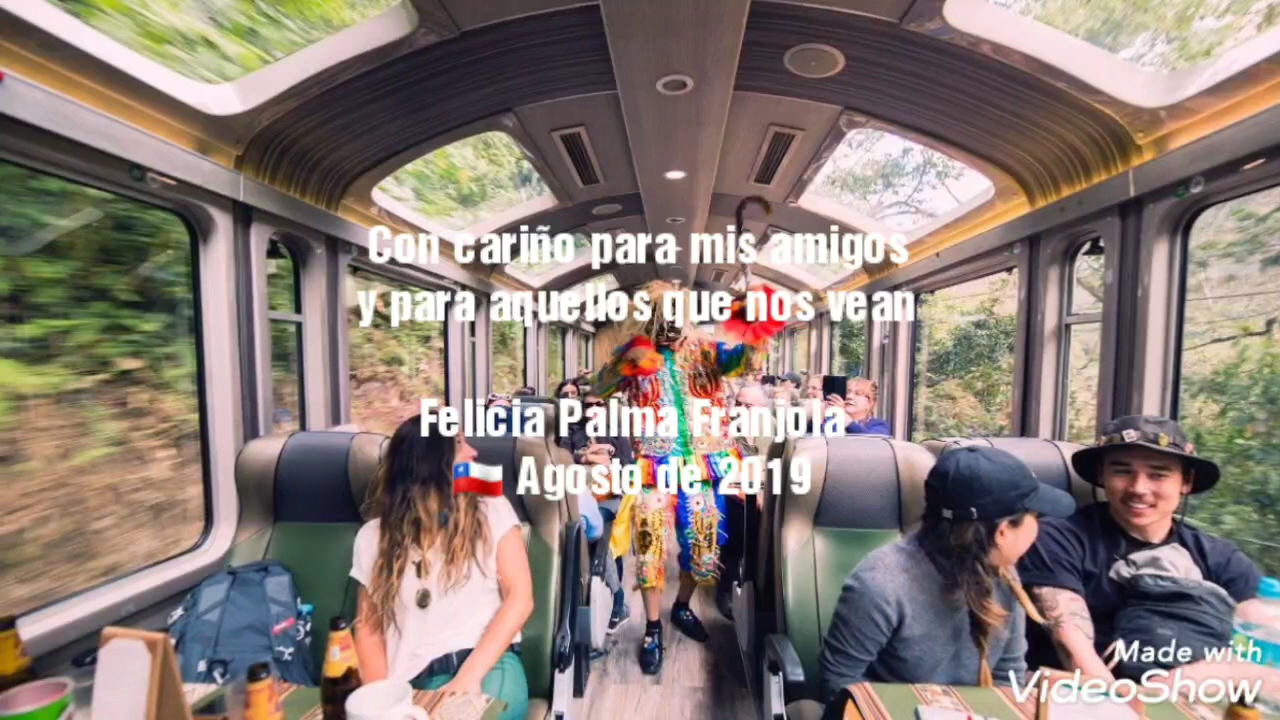 Con cariño para mis amigos
y para aquellos que nos vean
Felicia Palma Franjola
🇨🇱 Agosto de 2019
Made with
VideoShow